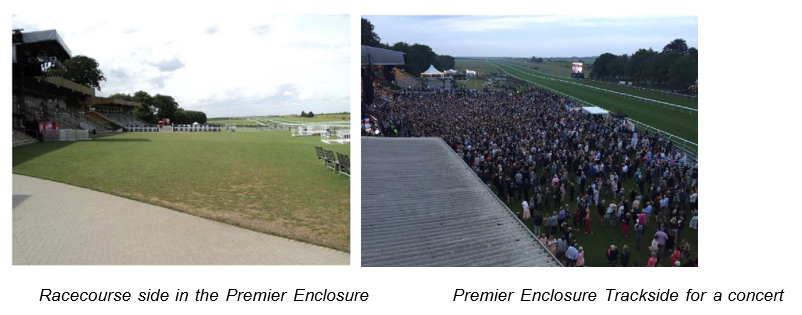 Racecourse side in the Premier Enclosure
Premier Enclosure Trackside for a concert